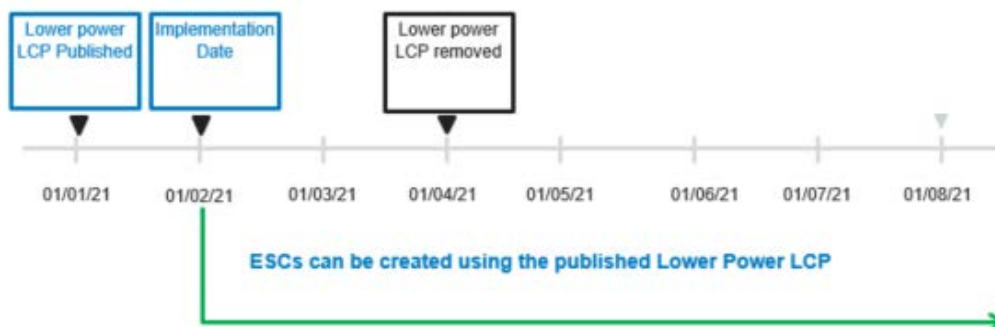 Lower power
LCP Published
Implementation
Date
Lower power
LCP removed
01/01/21 01/02/21 01/03/21 01/04/21 01/05/21 01/06/21 01/07/21 01/08/21
ESCs can be created using the published Lower Power LCP